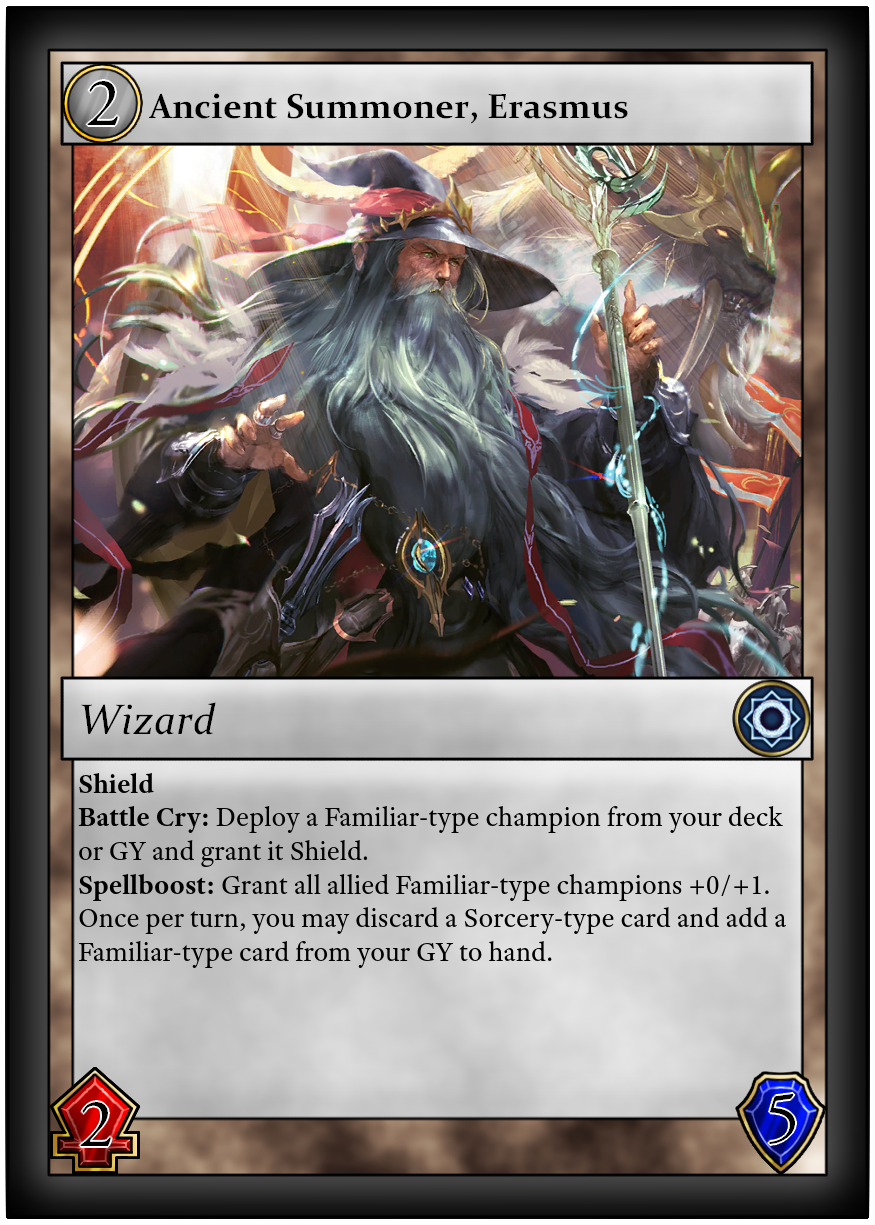 2
Ancient Summoner, Erasmus
Wizard
Shield
Battle Cry: Deploy a Familiar-type champion from your deck
or GY and grant it Shield.
Spellboost: Grant all allied Familiar-type champions +0/+1.
Once per turn, you may discard a Sorcery-type card and add a
Familiar-type card from your GY to hand.
2
5